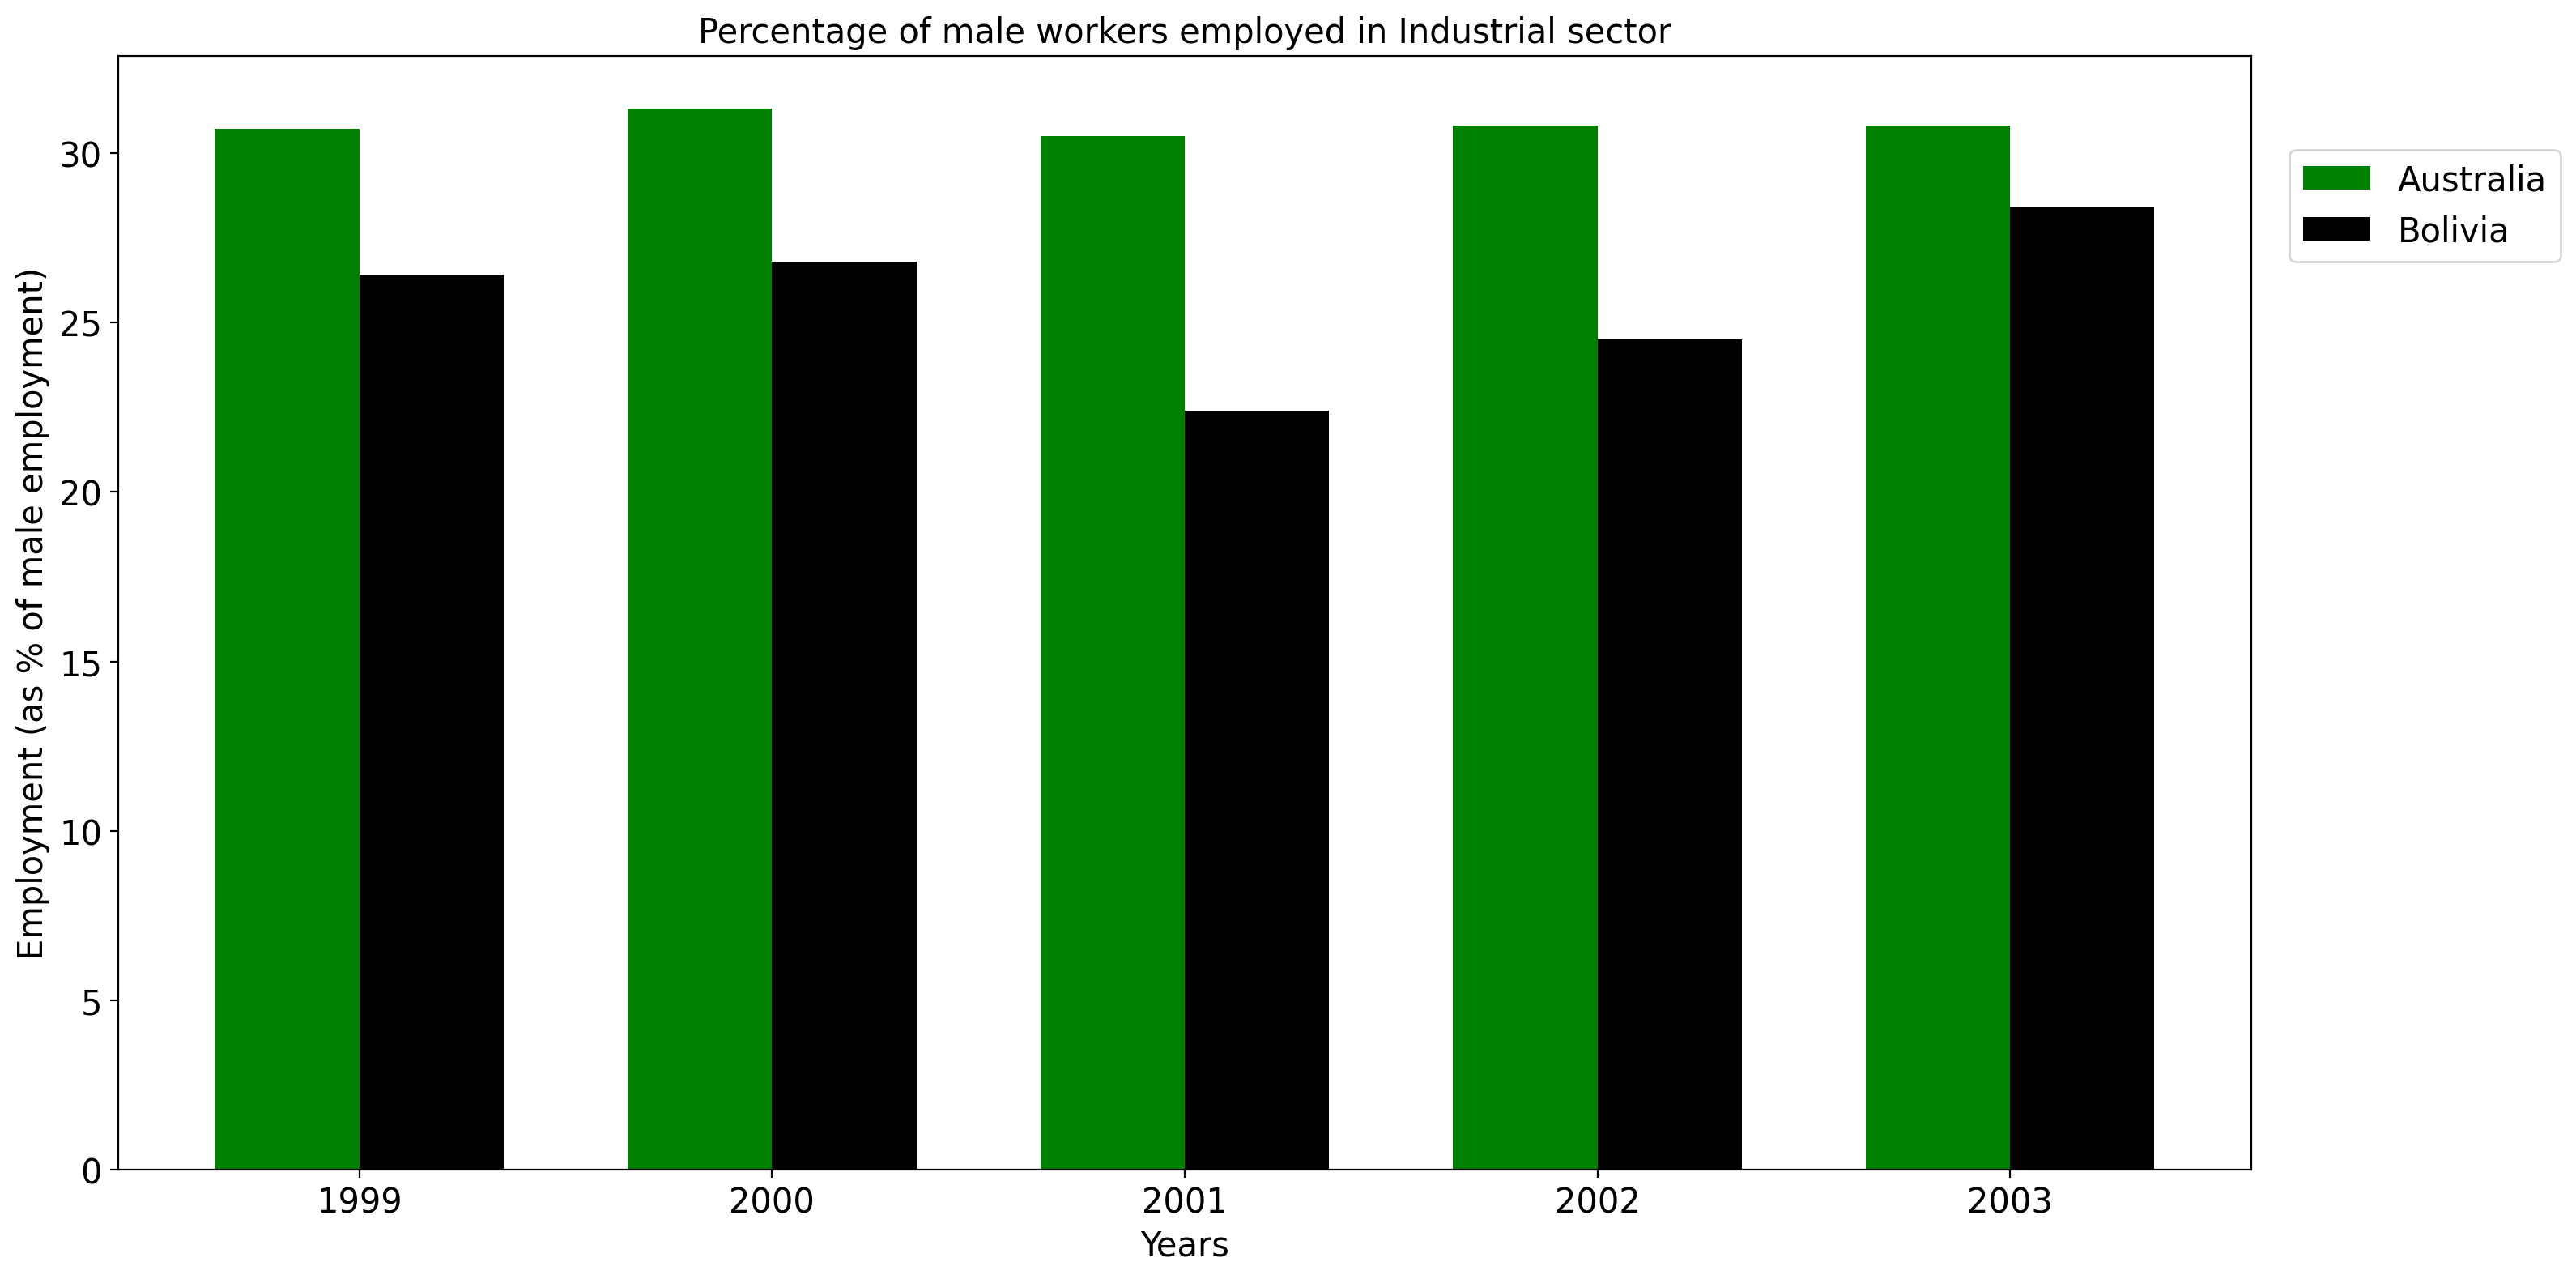 Percentage of male workers employed in Industrial sector
Employment (as % of male employment)
30
25
20
15
10
5
0
1999 2000 2001 2002 2003
Years
Australia
Bolivia